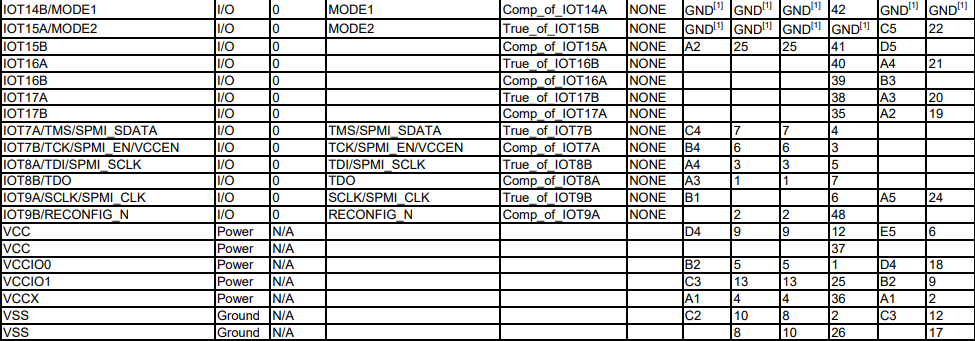 IOT14B/MODE1 I/O 0 MODE1 Comp_of_IOT14A NONE GND[1] GND[1] GND[1] 42 GND[1] GND[1]
IOT15A/MODE2 I/O 0 MODE2 True_of_IOT15B NONE GND[1] GND[1] GND[1] GND[1] C5 22
IOT15B I/O 0 Comp_of_IOT15A NONE A2 25 25 41 D5
IOT16A I/O 0 True_of_IOT16B NONE 40 A4 21
IOT16B I/O 0 Comp_of_IOT16A NONE 39 B3
IOT17A I/O 0 True_of_IOT17B NONE 38 A3 20
IOT17B I/O 0 Comp_of_IOT17A NONE 35 A2 19
IOT7A/TMS/SPMI_SDATA I/O 0 TMS/SPMI_SDATA True_of_IOT7B NONE C4 7 7 4
IOT7B/TCK/SPMI_EN/VCCEN I/O 0 TCK/SPMI_EN/VCCEN Comp_of_IOT7A NONE B4 6 6 3
IOT8A/TDI/SPMI_SCLK I/O 0 TDI/SPMI_SCLK True_of_IOT8B NONE A4 3 3 5
IOT8B/TDO I/O 0 TDO Comp_of_IOT8A NONE A3 1 1 7
IOT9A/SCLK/SPMI_CLK I/O 0 SCLK/SPMI_CLK True_of_IOT9B NONE B1 6 A5 24
IOT9B/RECONFIG_N I/O 0 RECONFIG_N Comp_of_IOT9A NONE 2 2 48
VCC Power N/A D4 9 9 12 E5 6
VCC Power N/A 37
VCCIO0 Power N/A B2 5 5 1 D4 18
VCCIO1 Power N/A C3 13 13 25 B2 9
VCCX Power N/A A1 4 4 36 A1 2
VSS Ground N/A C2 10 8 2 C3 12
VSS Ground N/A 8 10 26 17